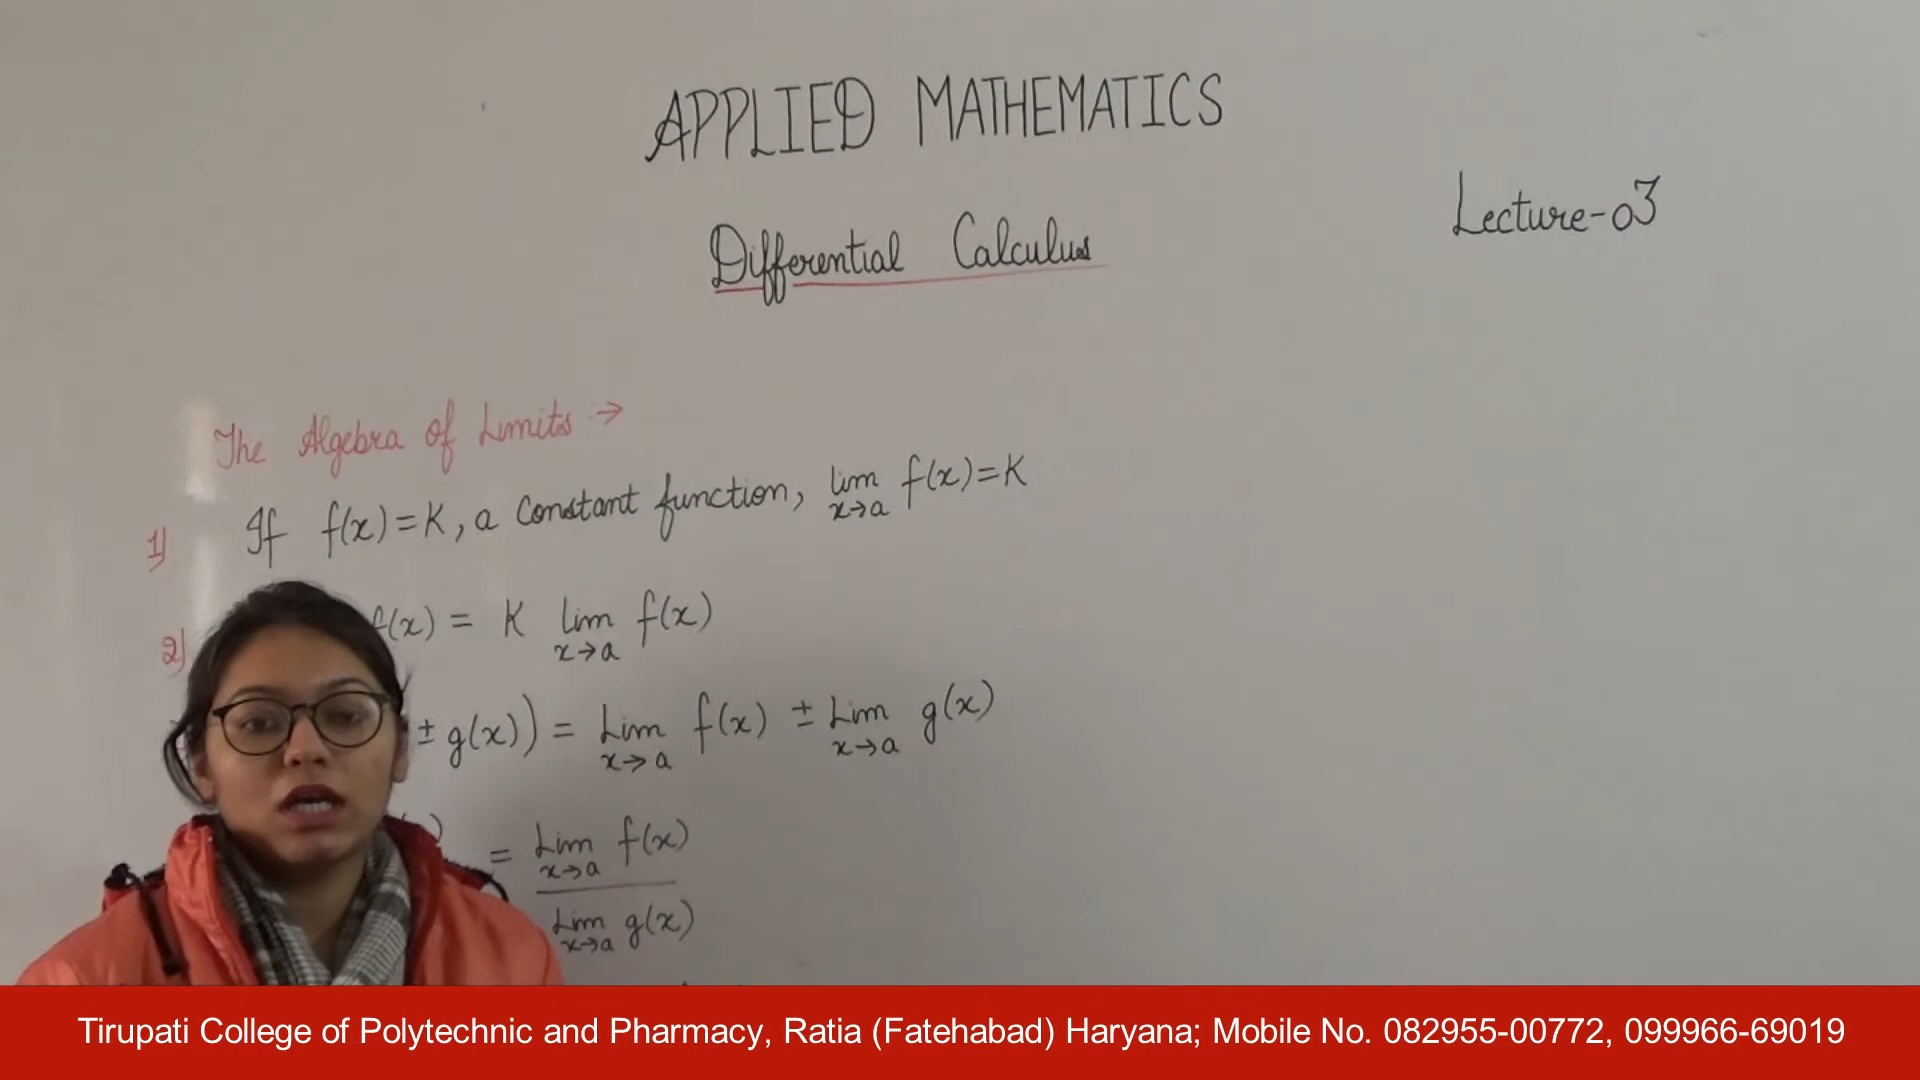 APPLIED MATHEMATICS
Lecture-03
Differential Calculus
The Algebra of Limits →
1) If f(x)=K, a constant function, lim f(x)=K
x→a
2) f(x) = K lim f(x)
x→a
± g(x)) = Lim f(x) ± Lim g(x)
x→a x→a
= Lim f(x)
x→a
Lim g(x)
x→a
Tirupati College of Polytechnic and Pharmacy, Ratia (Fatehabad) Haryana; Mobile No. 082955-00772, 099966-69019